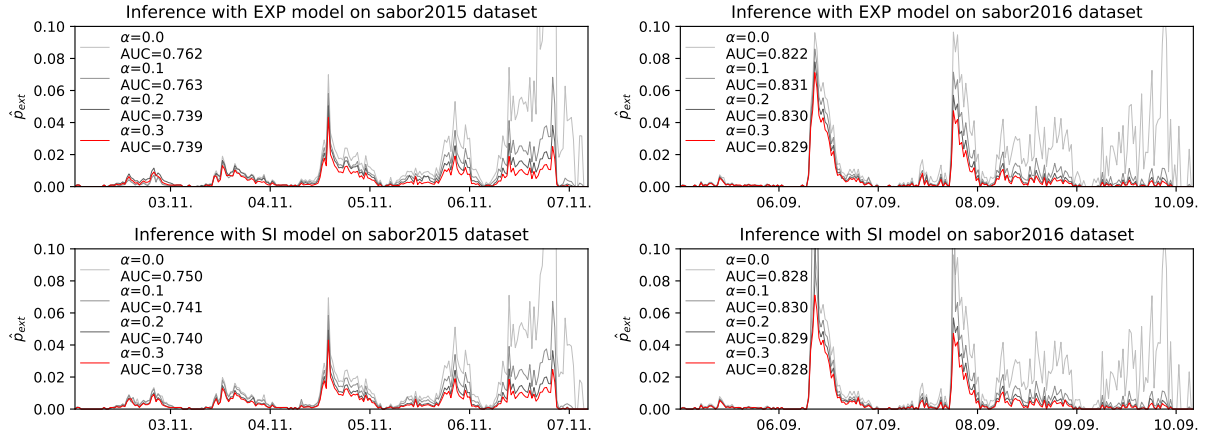 Inference with EXP model on sabor2015 dataset
0.10
0.08
0.06
0.04
0.02
0.00
p̂ext
α=0.0
AUC=0.762
α=0.1
AUC=0.763
α=0.2
AUC=0.739
α=0.3
AUC=0.739
03.11.
04.11.
05.11.
06.11.
07.11.
Inference with EXP model on sabor2016 dataset
0.10
0.08
0.06
0.04
0.02
0.00
p̂ext
α=0.0
AUC=0.822
α=0.1
AUC=0.831
α=0.2
AUC=0.830
α=0.3
AUC=0.829
06.09.
07.09.
08.09.
09.09.
10.09.
Inference with SI model on sabor2015 dataset
0.10
0.08
0.06
0.04
0.02
0.00
p̂ext
α=0.0
AUC=0.750
α=0.1
AUC=0.741
α=0.2
AUC=0.740
α=0.3
AUC=0.738
03.11.
04.11.
05.11.
06.11.
07.11.
Inference with SI model on sabor2016 dataset
0.10
0.08
0.06
0.04
0.02
0.00
p̂ext
α=0.0
AUC=0.828
α=0.1
AUC=0.830
α=0.2
AUC=0.829
α=0.3
AUC=0.828
06.09.
07.09.
08.09.
09.09.
10.09.